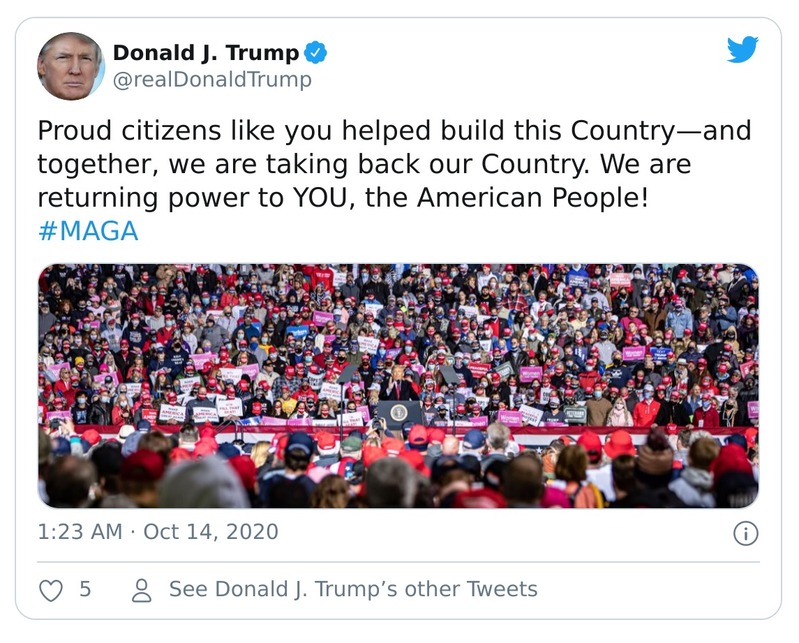 Donald J. Trump
@realDonaldTrump
Proud citizens like you helped build this Country—and
together, we are taking back our Country. We are
returning power to YOU, the American People!
#MAGA
1:23 AM · Oct 14, 2020
5
See Donald J. Trump’s other Tweets